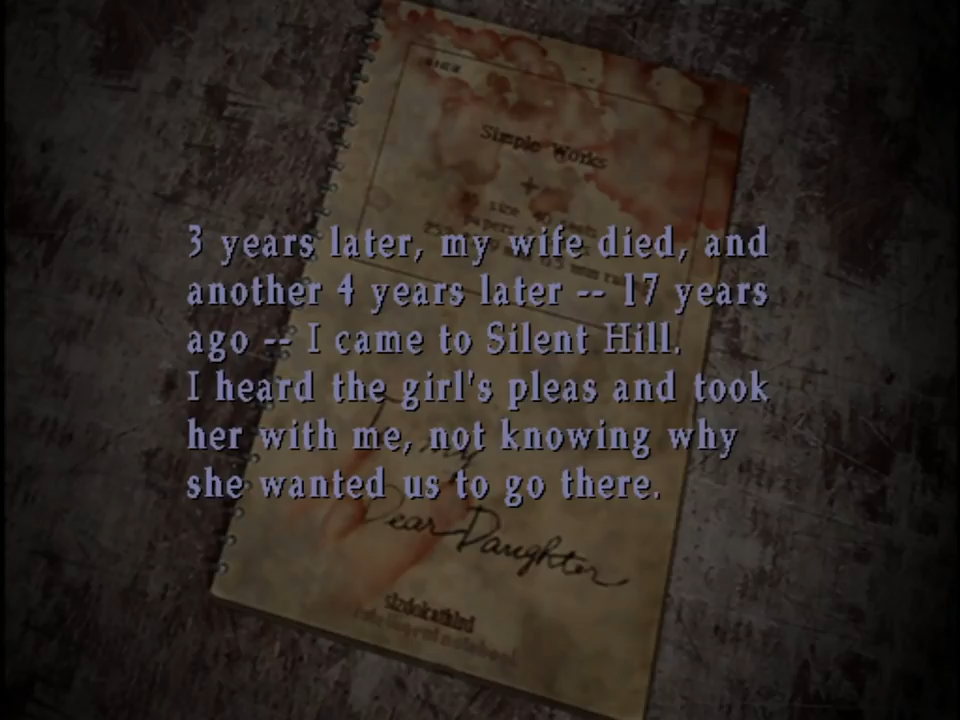 Simple Works
3 years later, my wife died, and
another 4 years later -- 17 years
ago -- I came to Silent Hill.
I heard the girl's pleas and took
her with me, not knowing why
she wanted us to go there.
Dear Daughter